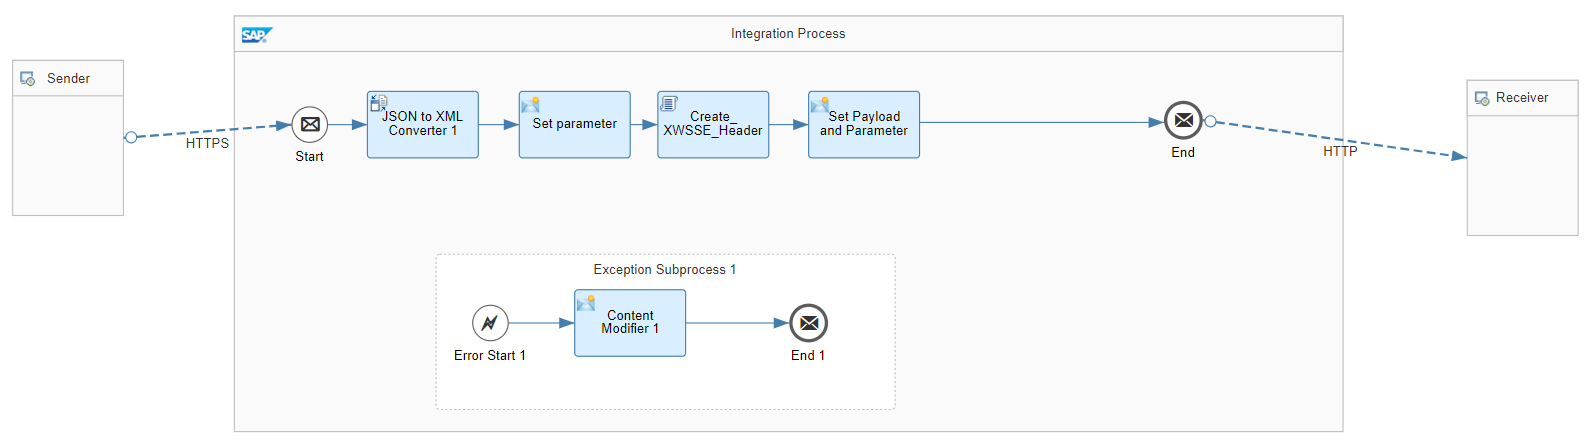 SAP
Integration Process
Sender
Receiver
HTTPS
Start
JSON to XML
Converter 1
Set parameter
Create_
XWSSE_Header
Set Payload
and Parameter
End
HTTP
Exception Subprocess 1
Error Start 1
Content
Modifier 1
End 1